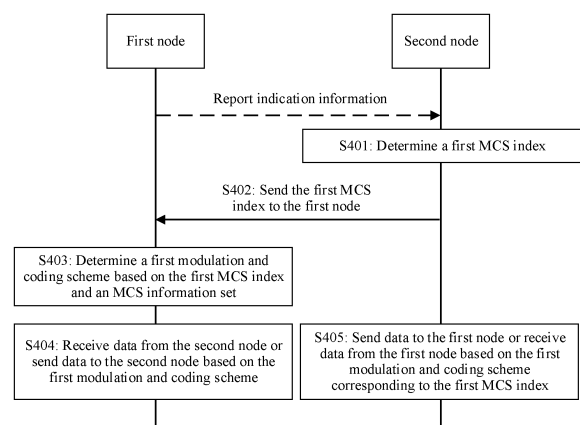 First node
Second node
Report indication information
S401: Determine a first MCS index
S402: Send the first MCS
index to the first node
S403: Determine a first modulation and
coding scheme based on the first MCS index
and an MCS information set
S404: Receive data from the second node or
send data to the second node based on the
first modulation and coding scheme
S405: Send data to the first node or receive
data from the first node based on the first
modulation and coding scheme
corresponding to the first MCS index